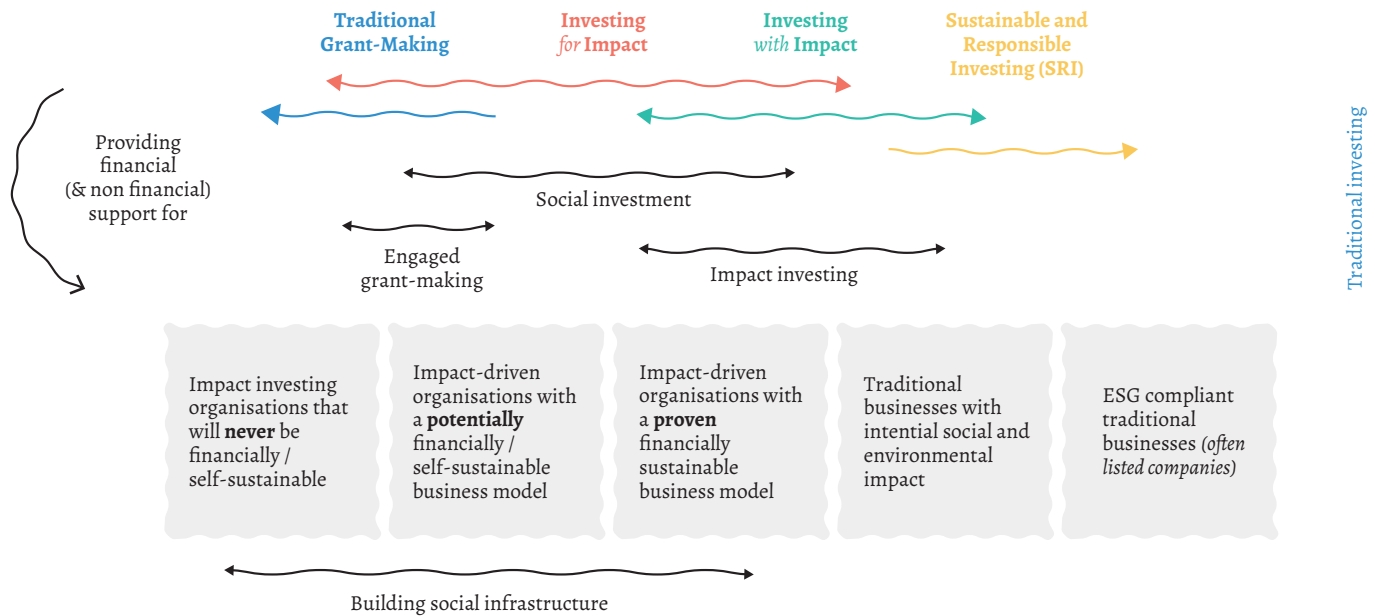 Traditional
Grant-Making
Investing
for Impact
Investing
with Impact
Sustainable and
Responsible
Investing (SRI)
Providing
financial
(& non financial)
support for
Social investment
Engaged
grant-making
Impact investing
Traditional investing
Impact investing
organisations that
will never be
financially /
self-sustainable
Impact-driven
organisations with
a potentially
financially /
self-sustainable
business model
Impact-driven
organisations with
a proven
financially
sustainable
business model
Traditional
businesses with
intential social and
environmental
impact
ESG compliant
traditional
businesses (often
listed companies)
Building social infrastructure